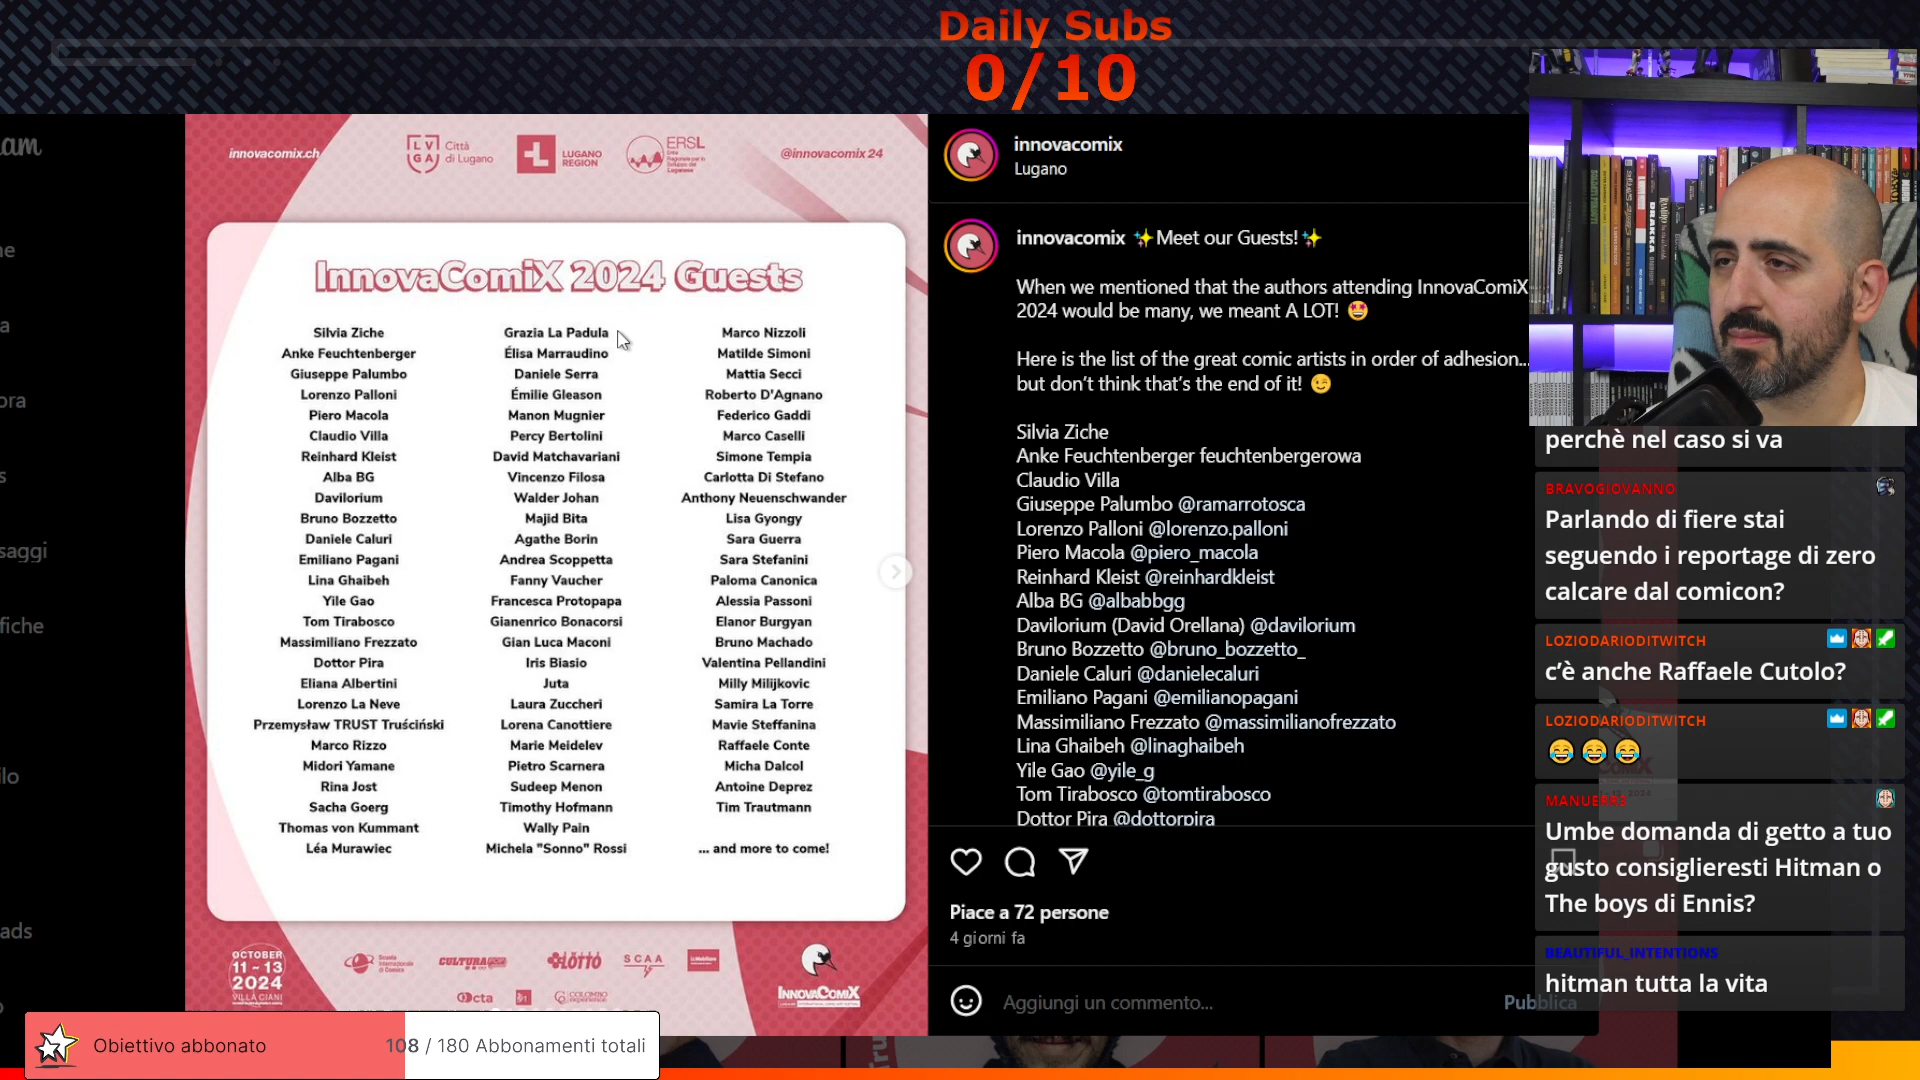 Daily Subs
0/10
am
ne
a
ora
s
saggi
fiche
ilo
ads
o
innovacomix.ch
LVGA
Città
di Lugano
LUGANO
REGION
ERSL
@innovacomix 24
InnovaComiX 2024 Guests
Silvia Ziche
Anke Feuchtenberger
Giuseppe Palumbo
Lorenzo Palloni
Piero Macola
Claudio Villa
Reinhard Kleist
Alba BG
Davilorium
Bruno Bozzetto
Daniele Caluri
Emiliano Pagani
Lina Ghaibeh
Yile Gao
Tom Tirabosco
Massimiliano Frezzato
Dottor Pira
Eliana Albertini
Lorenzo La Neve
Przemysław TRUST Truściński
Marco Rizzo
Midori Yamane
Rina Jost
Sacha Goerg
Thomas von Kummant
Léa Murawiec
Grazia La Padula
Élisa Marraudino
Daniele Serra
Émilie Gleason
Manon Mugnier
Percy Bertolini
David Matchavariani
Vincenzo Filosa
Walder Johan
Majid Bita
Agathe Borin
Andrea Scoppetta
Fanny Vaucher
Francesca Protopapa
Gianenrico Bonacorsi
Gian Luca Maconi
Iris Biasio
Juta
Laura Zuccheri
Lorena Canottiere
Marie Meidelev
Pietro Scarnera
Sudeep Menon
Timothy Hofmann
Wally Pain
Michela "Sonno" Rossi
Marco Nizzoli
Matilde Simoni
Mattia Secci
Roberto D'Agnano
Federico Gaddi
Marco Caselli
Simone Tempia
Carlotta Di Stefano
Anthony Neuenschwander
Lisa Gyongy
Sara Guerra
Sara Stefanini
Paloma Canonica
Alessia Passoni
Elanor Burgyan
Bruno Machado
Valentina Pellandini
Milly Milijkovic
Samira La Torre
Mavie Steffanina
Raffaele Conte
Micha Dalcol
Antoine Deprez
Tim Trautmann
... and more to come!
OCTOBER
11 - 13
2024
VILLA CIANI
CULTURA
LOTTO
SCAA
octa
COLOMBO
INNOVACOMIX
innovacomix
Lugano
innovacomix ✨Meet our Guests!✨
When we mentioned that the authors attending InnovaComiX
2024 would be many, we meant A LOT! 🤩
Here is the list of the great comic artists in order of adhesion...
but don't think that's the end of it! 😉
Silvia Ziche
Anke Feuchtenberger feuchtenbergerowa
Claudio Villa
Giuseppe Palumbo @ramarrotosca
Lorenzo Palloni @lorenzo.palloni
Piero Macola @piero_macola
Reinhard Kleist @reinhardkleist
Alba BG @albabbgg
Davilorium (David Orellana) @davilorium
Bruno Bozzetto @bruno_bozzetto_
Daniele Caluri @danielecaluri
Emiliano Pagani @emilianopagani
Massimiliano Frezzato @massimilianofrezzato
Lina Ghaibeh @linaghaibeh
Yile Gao @yile_g
Tom Tirabosco @tomtirabosco
Dottor Pira @dottorpira
Piace a 72 persone
4 giorni fa
Aggiungi un commento...
Pubblica
perchè nel caso si va
BRAVOGIOVANNO
Parlando di fiere stai
seguendo i reportage di zero
calcare dal comicon?
LOZIODARIODITWITCH
c'è anche Raffaele Cutolo?
LOZIODARIODITWITCH
😂😂😂
MANUERR3
Umbe domanda di getto a tuo
gusto consiglieresti Hitman o
The boys di Ennis?
BEAUTIFUL_INTENTIONS
hitman tutta la vita
Obiettivo abbonato
108 / 180 Abbonamenti totali